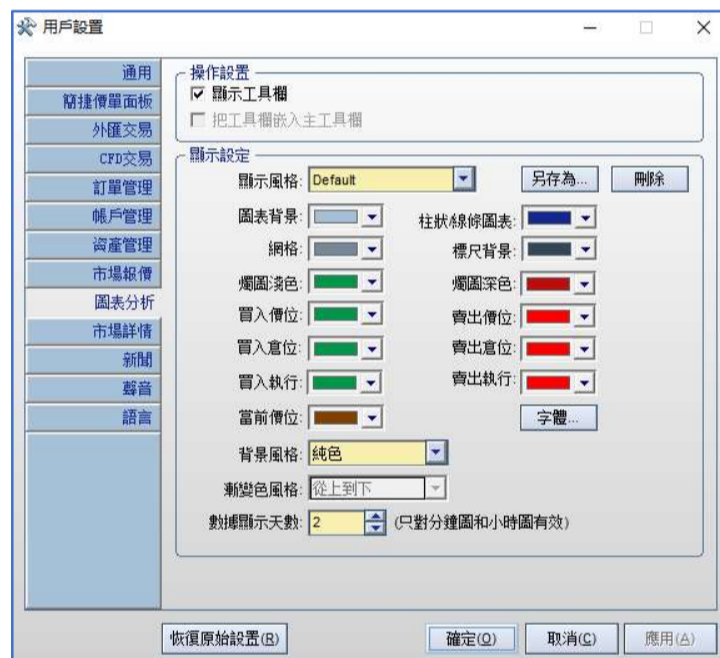 用戶設置
通用
簡捷價單面板
外匯交易
CFD交易
訂單管理
帳戶管理
資產管理
市場報價
圖表分析
市場詳情
新聞
聲音
語言
操作設置
顯示工具欄
把工具欄嵌入主工具欄
顯示設定
顯示風格: Default 另存為... 刪除
圖表背景: 柱狀/線條圖表:
網格: 標尺背景:
燭圖淺色: 燭圖深色:
買入價位: 賣出價位:
買入倉位: 賣出倉位:
買入執行: 賣出執行:
當前價位: 字體...
背景風格: 純色
漸變色風格: 從上到下
數據顯示天數: 2 (只對分鐘圖和小時圖有效)
恢復原始設置(R) 確定(O) 取消(C) 應用(A)